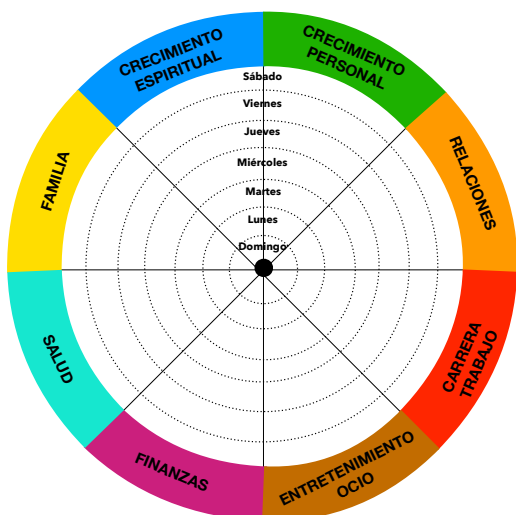 CRECIMIENTO
ESPIRITUAL
CRECIMIENTO
PERSONAL
RELACIONES
CARRERA
TRABAJO
ENTRETENIMIENTO
OCIO
FINANZAS
SALUD
FAMILIA
Sábado
Viernes
Jueves
Miércoles
Martes
Lunes
Domingo